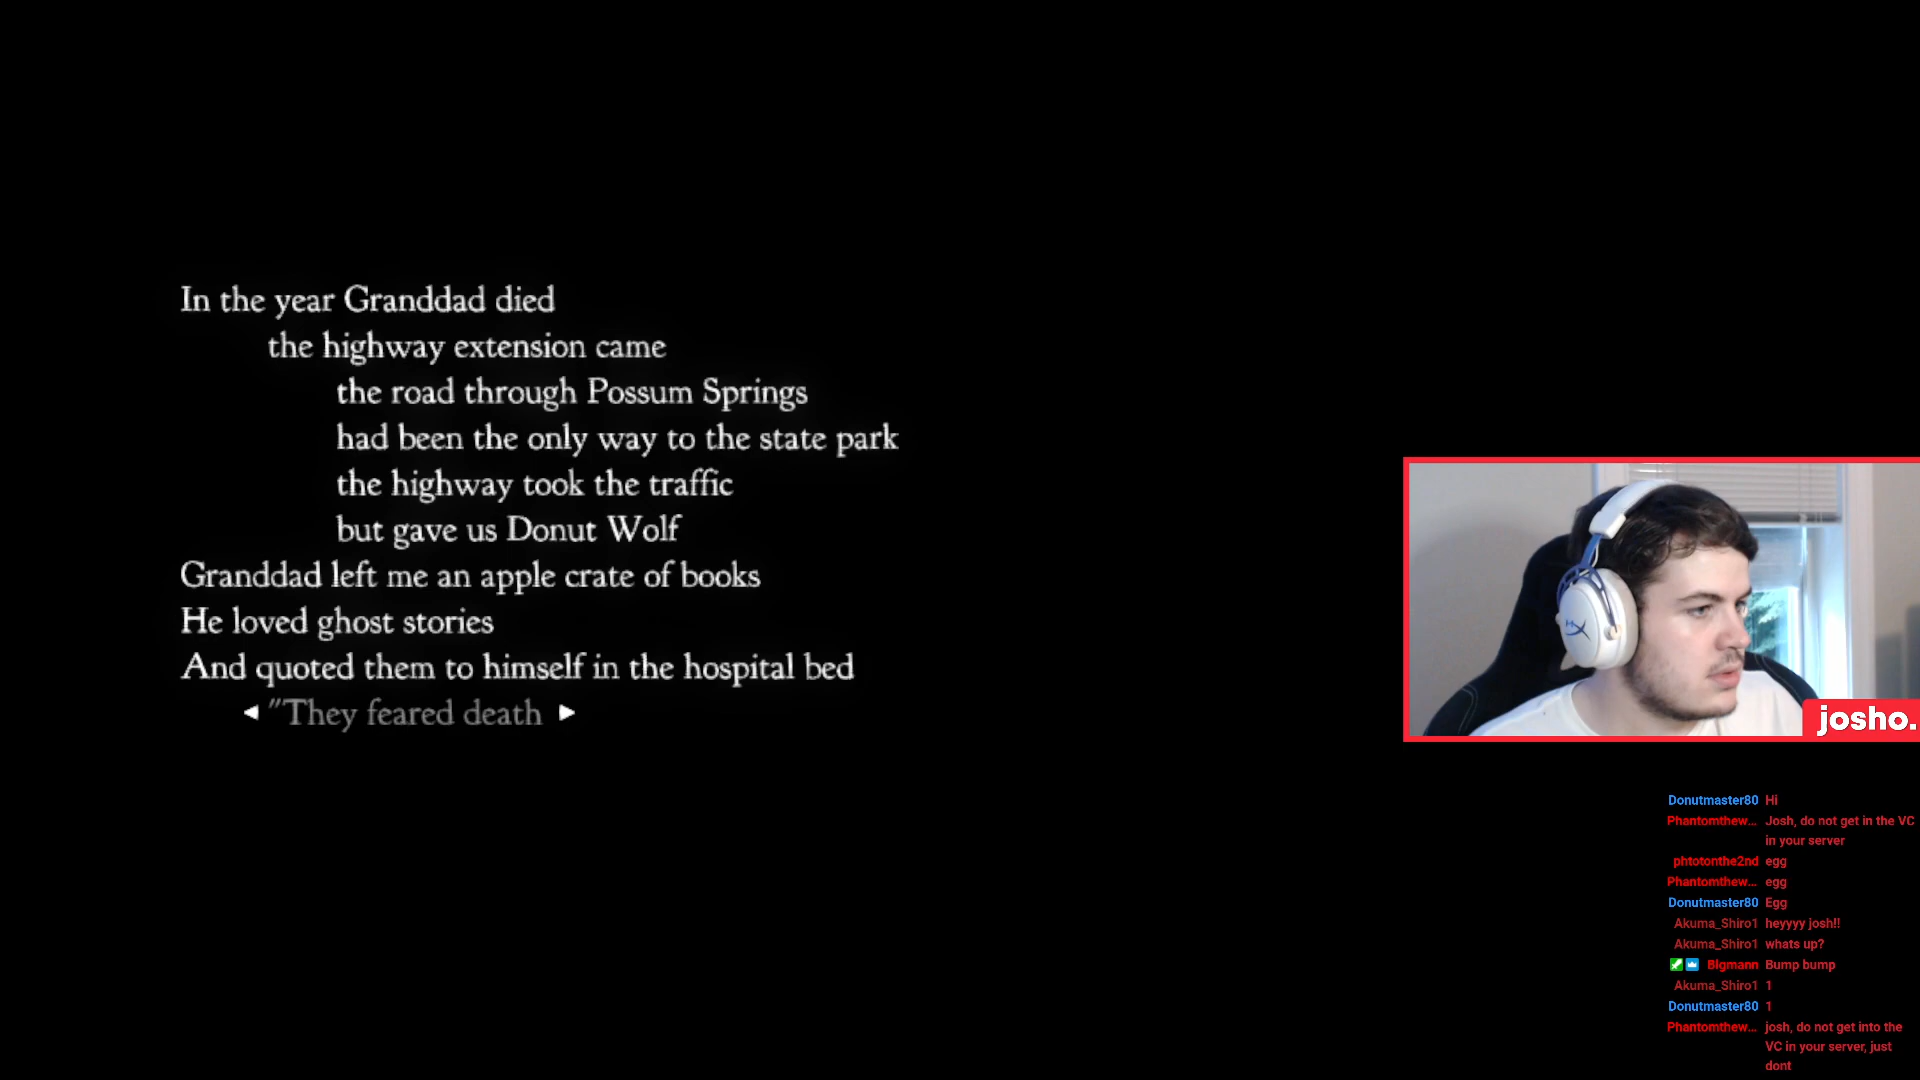 In the year Granddad died
the highway extension came
the road through Possum Springs
had been the only way to the state park
the highway took the traffic
but gave us Donut Wolf
Granddad left me an apple crate of books
He loved ghost stories
And quoted them to himself in the hospital bed
"They feared death
josho.
Donutmaster80 Hi
Phantomthew... Josh, do not get in the VC
in your server
phtotonthe2nd egg
Phantomthew... egg
Donutmaster80 Egg
Akuma_Shiro1 heyyyy josh!!
Akuma_Shiro1 whats up?
Bigmann Bump bump
Akuma_Shiro1 1
Donutmaster80 1
Phantomthew... josh, do not get into the
VC in your server, just
dont